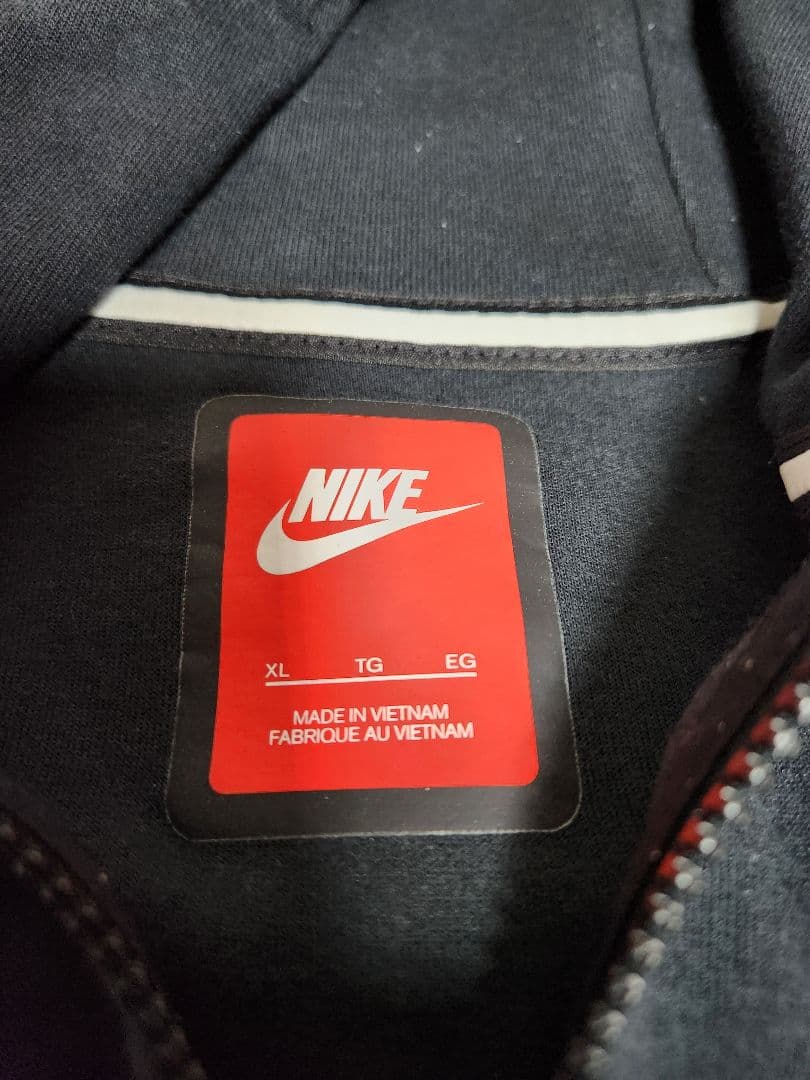 NIKE
XL TG EG
MADE IN VIETNAM
FABRIQUE AU VIETNAM